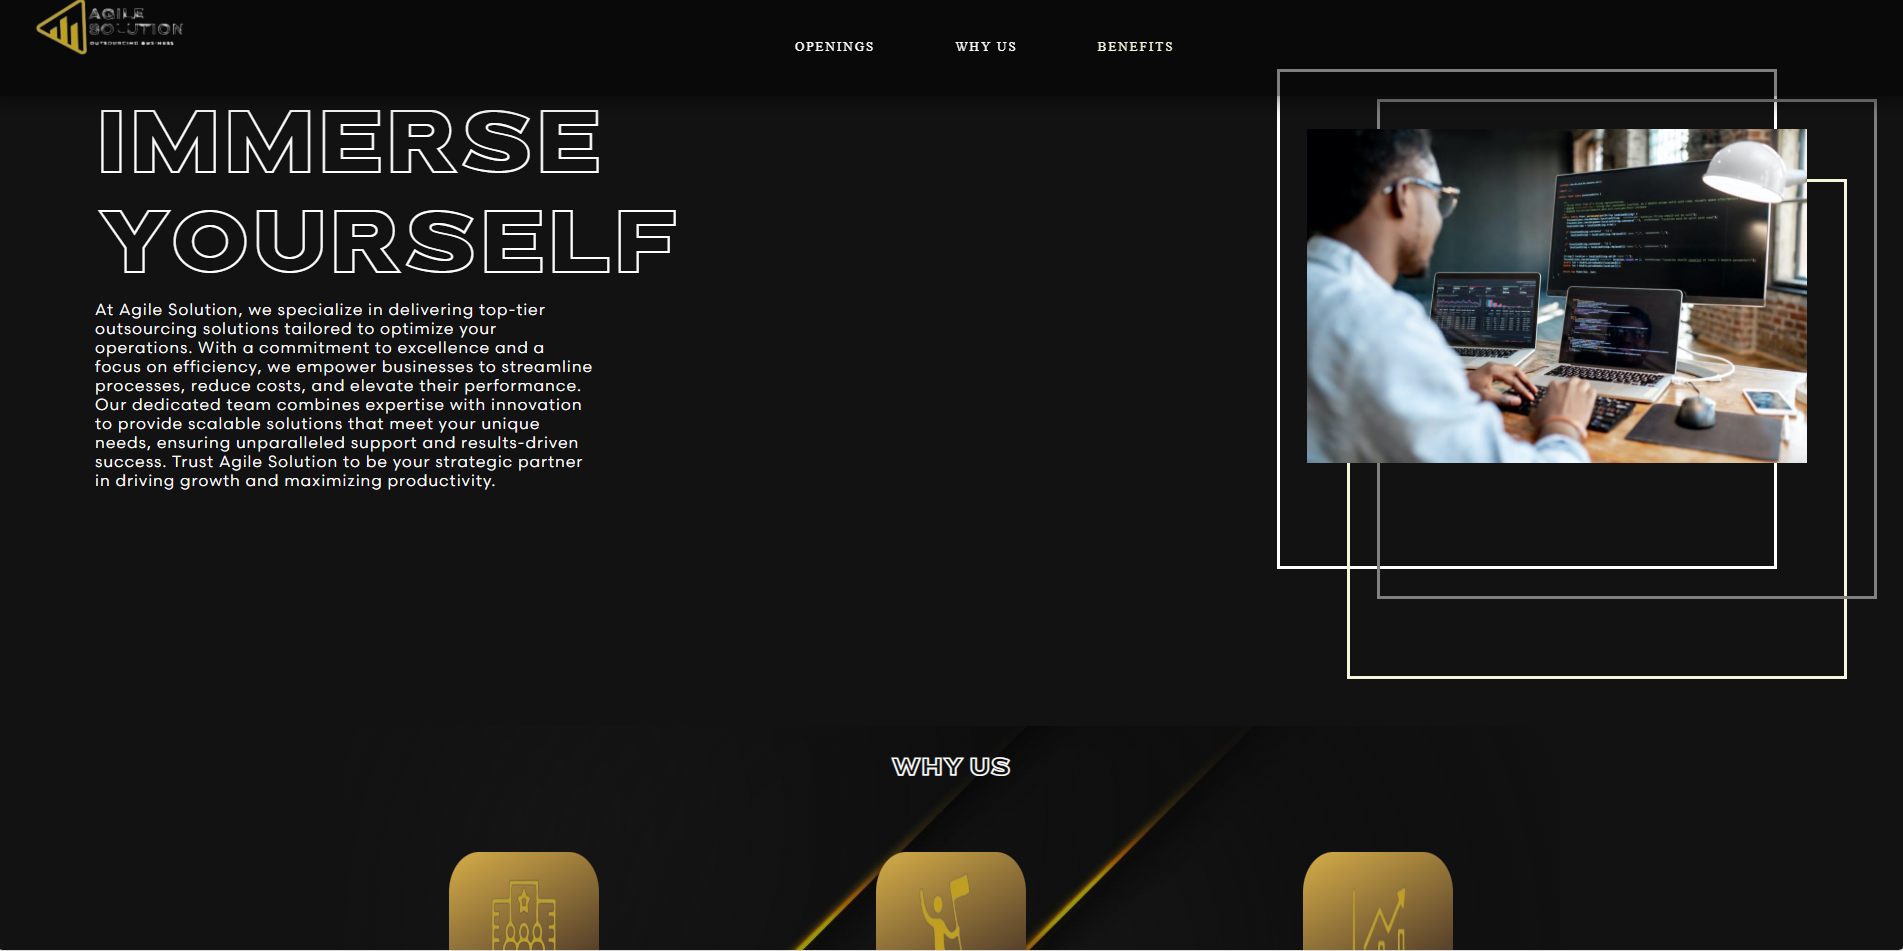 AGILE
SOLUTION
OUTSOURCING BUSINESS
OPENINGS
WHY US
BENEFITS
IMMERSE
YOURSELF
At Agile Solution, we specialize in delivering top-tier
outsourcing solutions tailored to optimize your
operations. With a commitment to excellence and a
focus on efficiency, we empower businesses to streamline
processes, reduce costs, and elevate their performance.
Our dedicated team combines expertise with innovation
to provide scalable solutions that meet your unique
needs, ensuring unparalleled support and results-driven
success. Trust Agile Solution to be your strategic partner
in driving growth and maximizing productivity.
WHY US